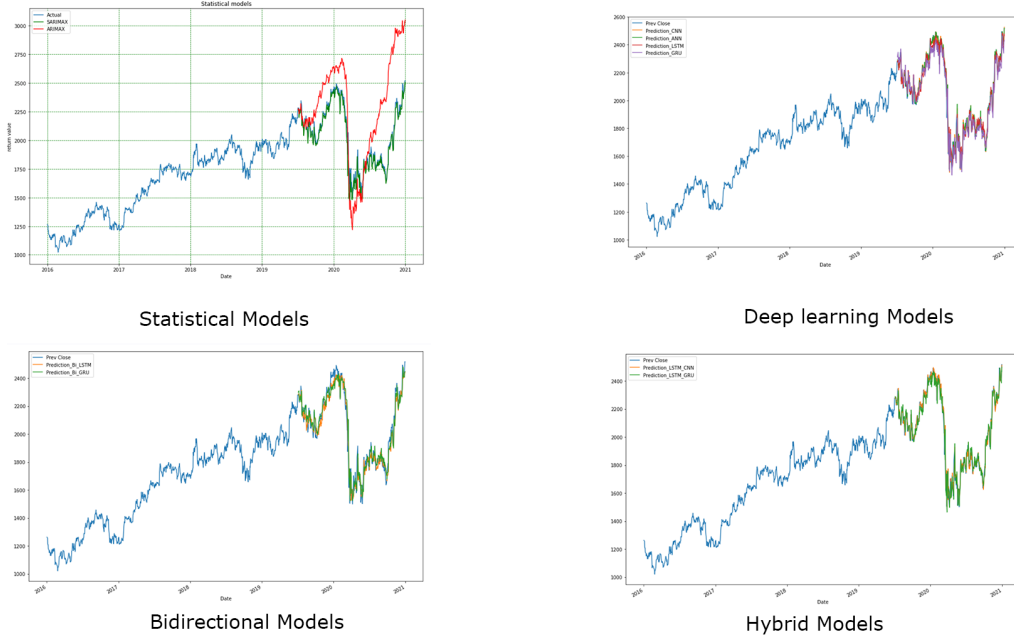 Statistical models
Actual
SARIMAX
ARIMAX
3000
2750
2500
2250
2000
1750
1500
1250
1000
return value
2016
2017
2018
2019
2020
2021
Date
Statistical Models
2600
2400
2200
2000
1800
1600
1400
1200
1000
Prev Close
Prediction_CNN
Prediction_ANN
Prediction_LSTM
Prediction_GRU
2016
2017
2018
2019
2020
2021
Date
Deep learning Models
Prev Close
Prediction_Bi_LSTM
Prediction_Bi_GRU
2400
2200
2000
1800
1600
1400
1200
1000
2016
2017
2018
2019
2020
2021
Date
Bidirectional Models
Prev Close
Prediction_LSTM_CNN
Prediction_LSTM_GRU
2400
2200
2000
1800
1600
1400
1200
1000
2016
2017
2018
2019
2020
2021
Date
Hybrid Models